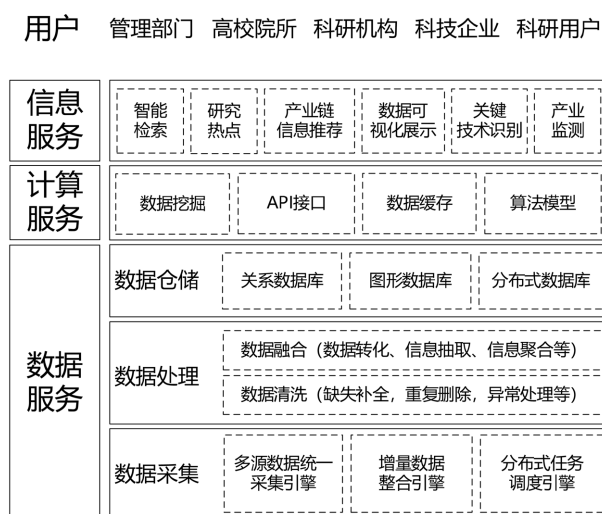 用户 管理部门 高校院所 科研机构 科技企业 科研用户
信息
服务
智能
检索
研究
热点
产业链
信息推荐
数据可
视化展示
关键
技术识别
产业
监测
计算
服务
数据挖掘
API接口
数据缓存
算法模型
数据
服务
数据仓储
关系数据库
图形数据库
分布式数据库
数据处理
数据融合（数据转化、信息抽取、信息聚合等）
数据清洗（缺失补全，重复删除，异常处理等）
数据采集
多源数据统一
采集引擎
增量数据
整合引擎
分布式任务
调度引擎